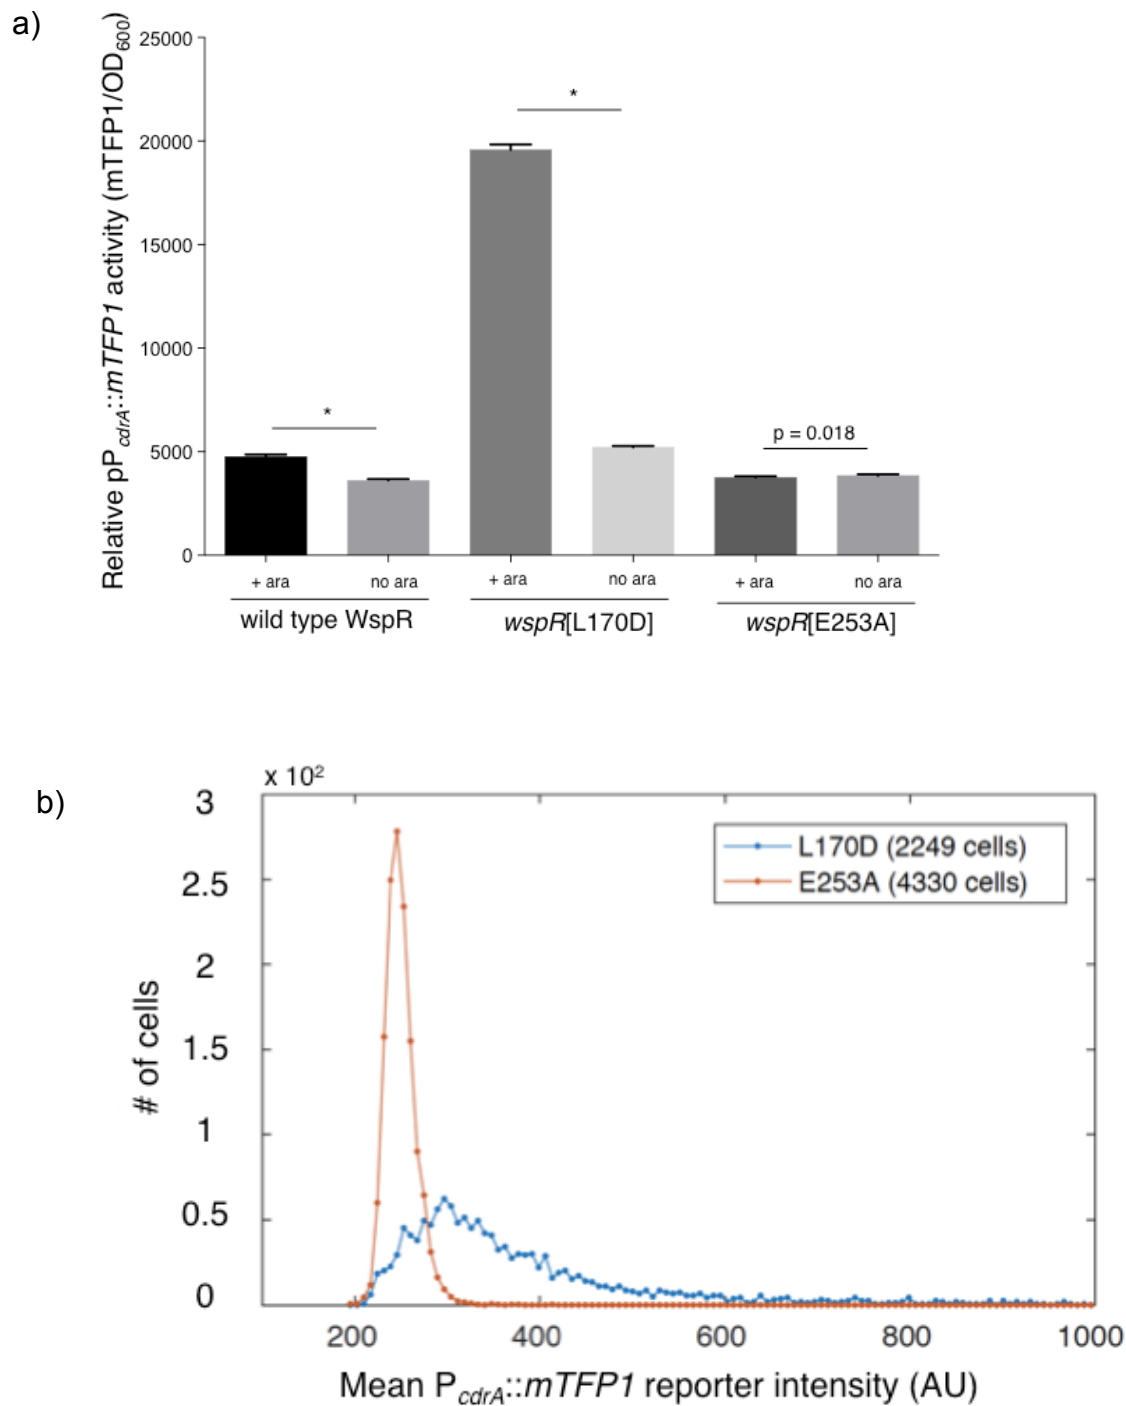 a)
Relative pP cdrA::mTFP1 activity (mTFP1/OD600)
25000
20000
15000
10000
5000
0
*
*
p = 0.018
+ ara
no ara
+ ara
no ara
+ ara
no ara
wild type WspR
wspR[L170D]
wspR[E253A]
b)
x 10²
3
2.5
2
1.5
1
0.5
0
# of cells
L170D (2249 cells)
E253A (4330 cells)
200
400
600
800
1000
Mean PcdrA::mTFP1 reporter intensity (AU)